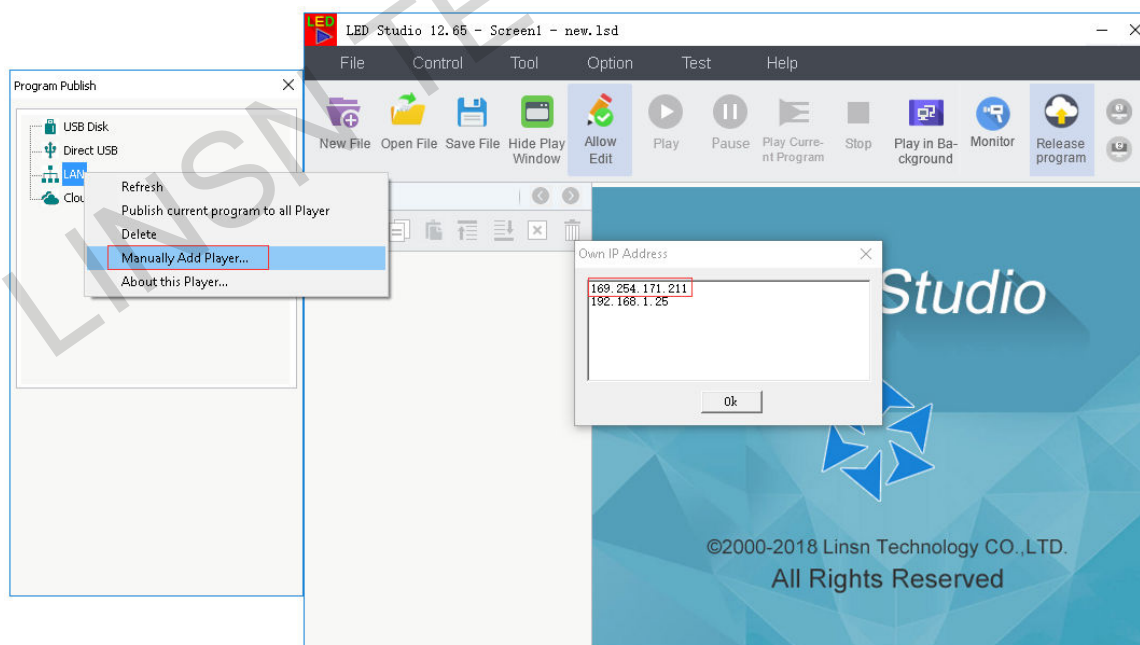 LED
LED Studio 12.65 - Screen1 - new.lsd
File Control Tool Option Test Help
New File Open File Save File Hide Play Window Allow Edit Play Pause Play Curre-nt Program Stop Play in Ba-ckground Monitor Release program
Program Publish
USB Disk
Direct USB
LAN
Clou
Refresh
Publish current program to all Player
Delete
Manually Add Player...
About this Player...
Own IP Address
169.254.171.211
192.168.1.25
Ok
Studio
©2000-2018 Linsn Technology CO.,LTD.
All Rights Reserved
LINSN TE